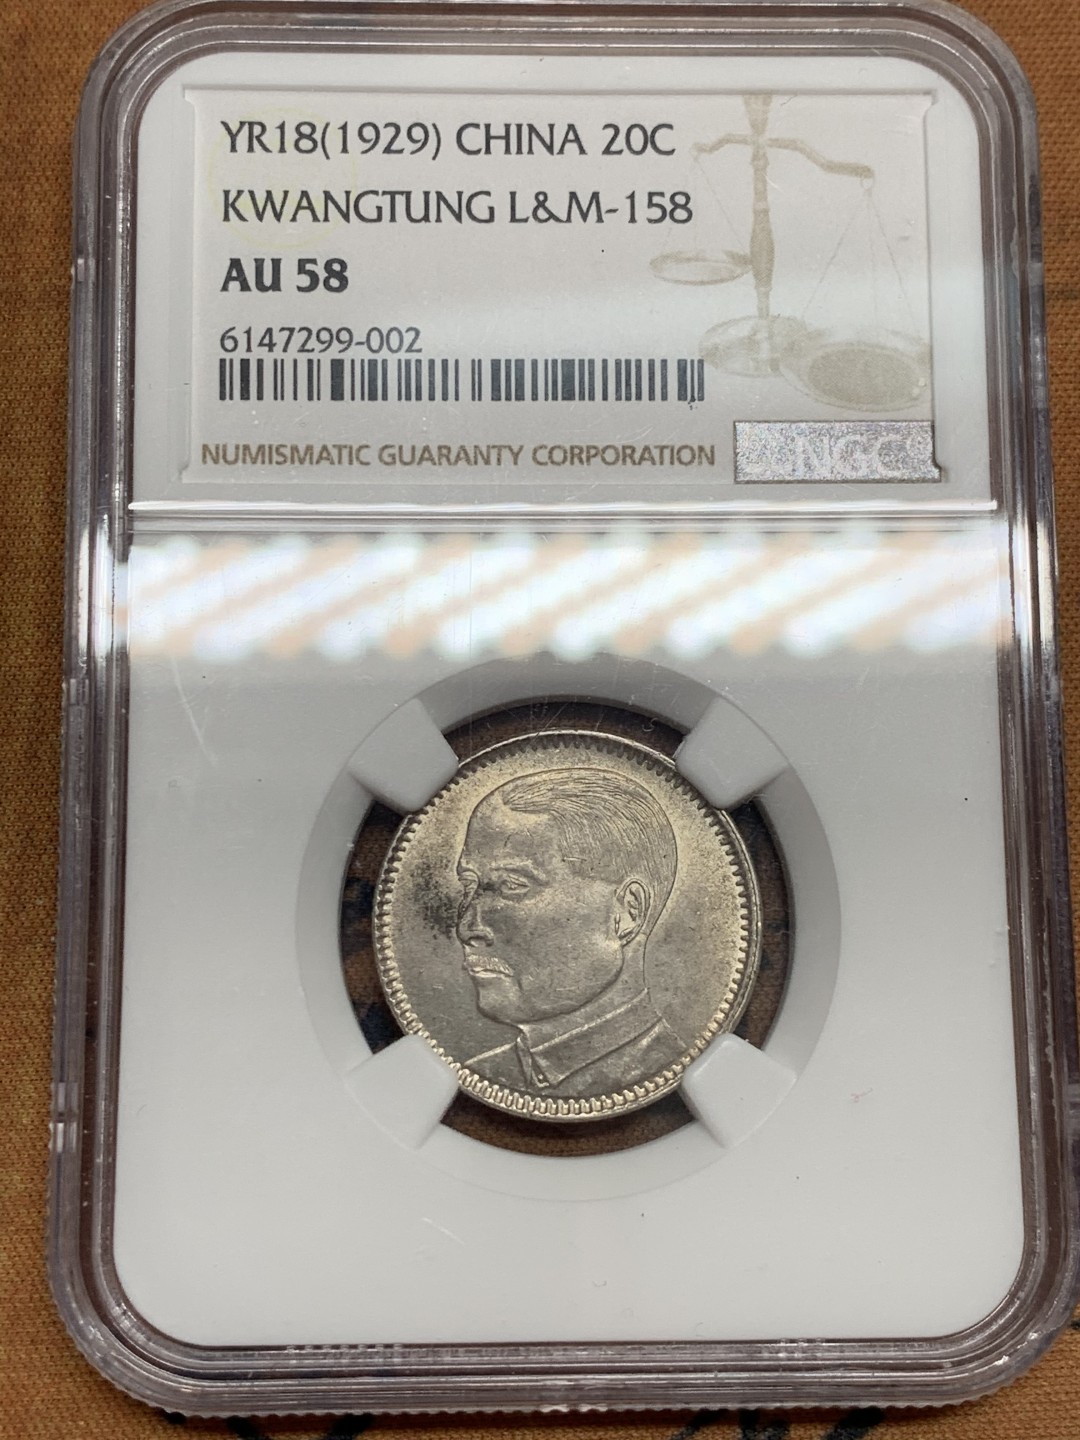 YR18(1929) CHINA 20C
KWANGTUNG L&M-158
AU 58
6147299-002
NUMISMATIC GUARANTY CORPORATION
NGC